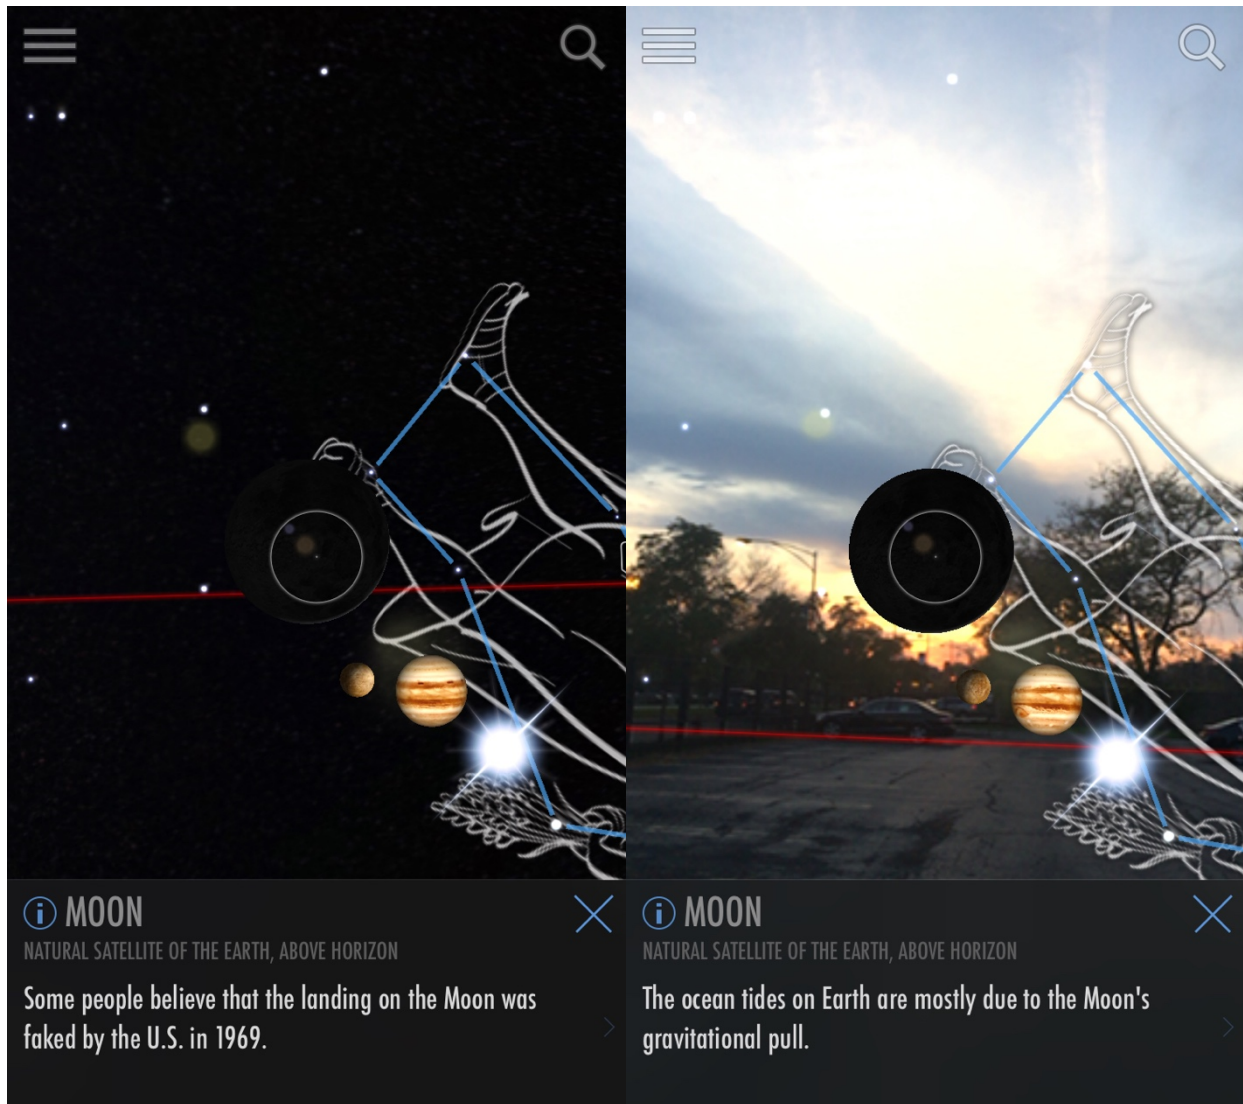 MOON
NATURAL SATELLITE OF THE EARTH, ABOVE HORIZON
Some people believe that the landing on the Moon was
faked by the U.S. in 1969.
MOON
NATURAL SATELLITE OF THE EARTH, ABOVE HORIZON
The ocean tides on Earth are mostly due to the Moon's
gravitational pull.